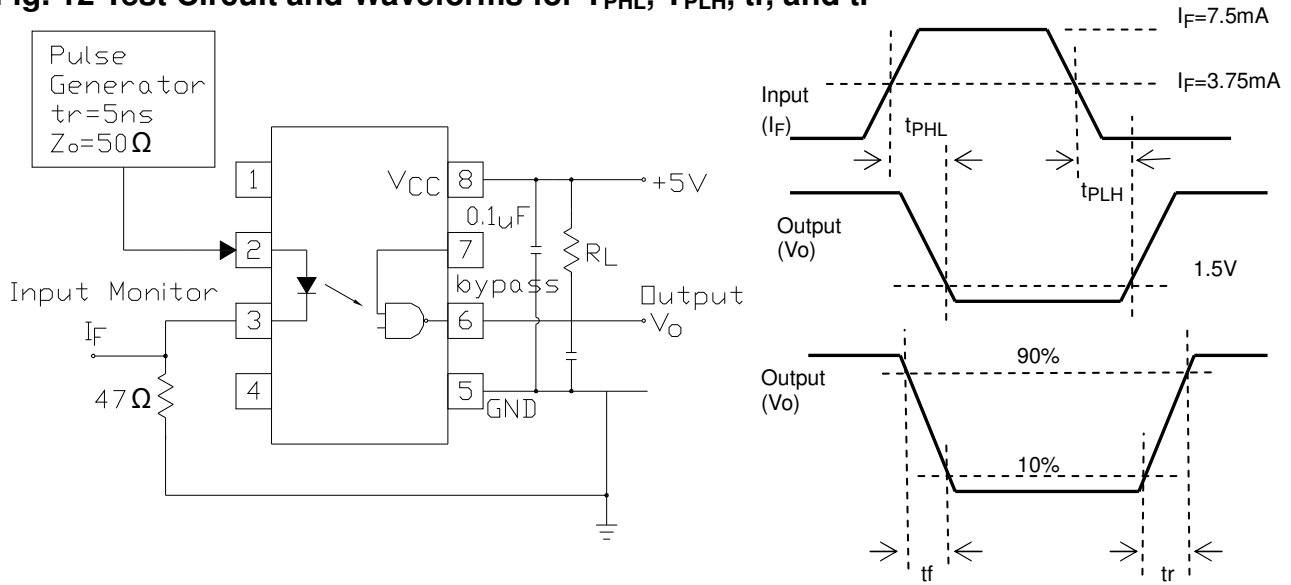 Fig. 12 Test Circuit and Waveforms for TPHL, TPLH, tr, and tf
Pulse
Generator
tr=5ns
Zo=50Ω
1
2
3
4
VCC
8
7
6
5
0.1uF
bypass
RL
+5V
Output
Vo
GND
Input Monitor
IF
47Ω
Input
(IF)
IF=7.5mA
IF=3.75mA
tPHL
tPLH
Output
(Vo)
1.5V
Output
(Vo)
90%
10%
tf
tr